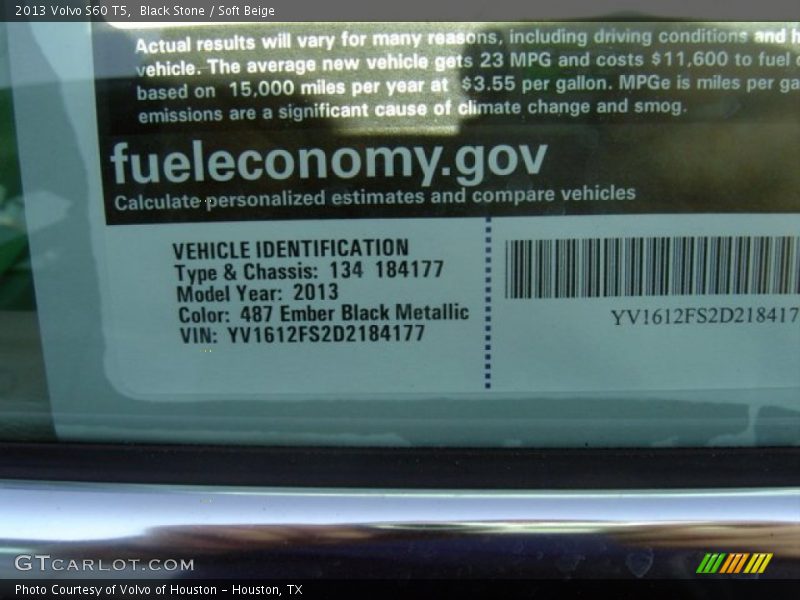 2013 Volvo S60 T5, Black Stone / Soft Beige
Actual results will vary for many reasons, including driving conditions and
vehicle. The average new vehicle gets 23 MPG and costs $11,600 to fuel
based on 15,000 miles per year at $3.55 per gallon. MPGe is miles per
emissions are a significant cause of climate change and smog.
fueleconomy.gov
Calculate personalized estimates and compare vehicles
VEHICLE IDENTIFICATION
Type & Chassis: 134 184177
Model Year: 2013
Color: 487 Ember Black Metallic
VIN: YV1612FS2D2184177
YV1612FS2D218417
GTCARLOT.COM
Photo Courtesy of Volvo of Houston – Houston, TX